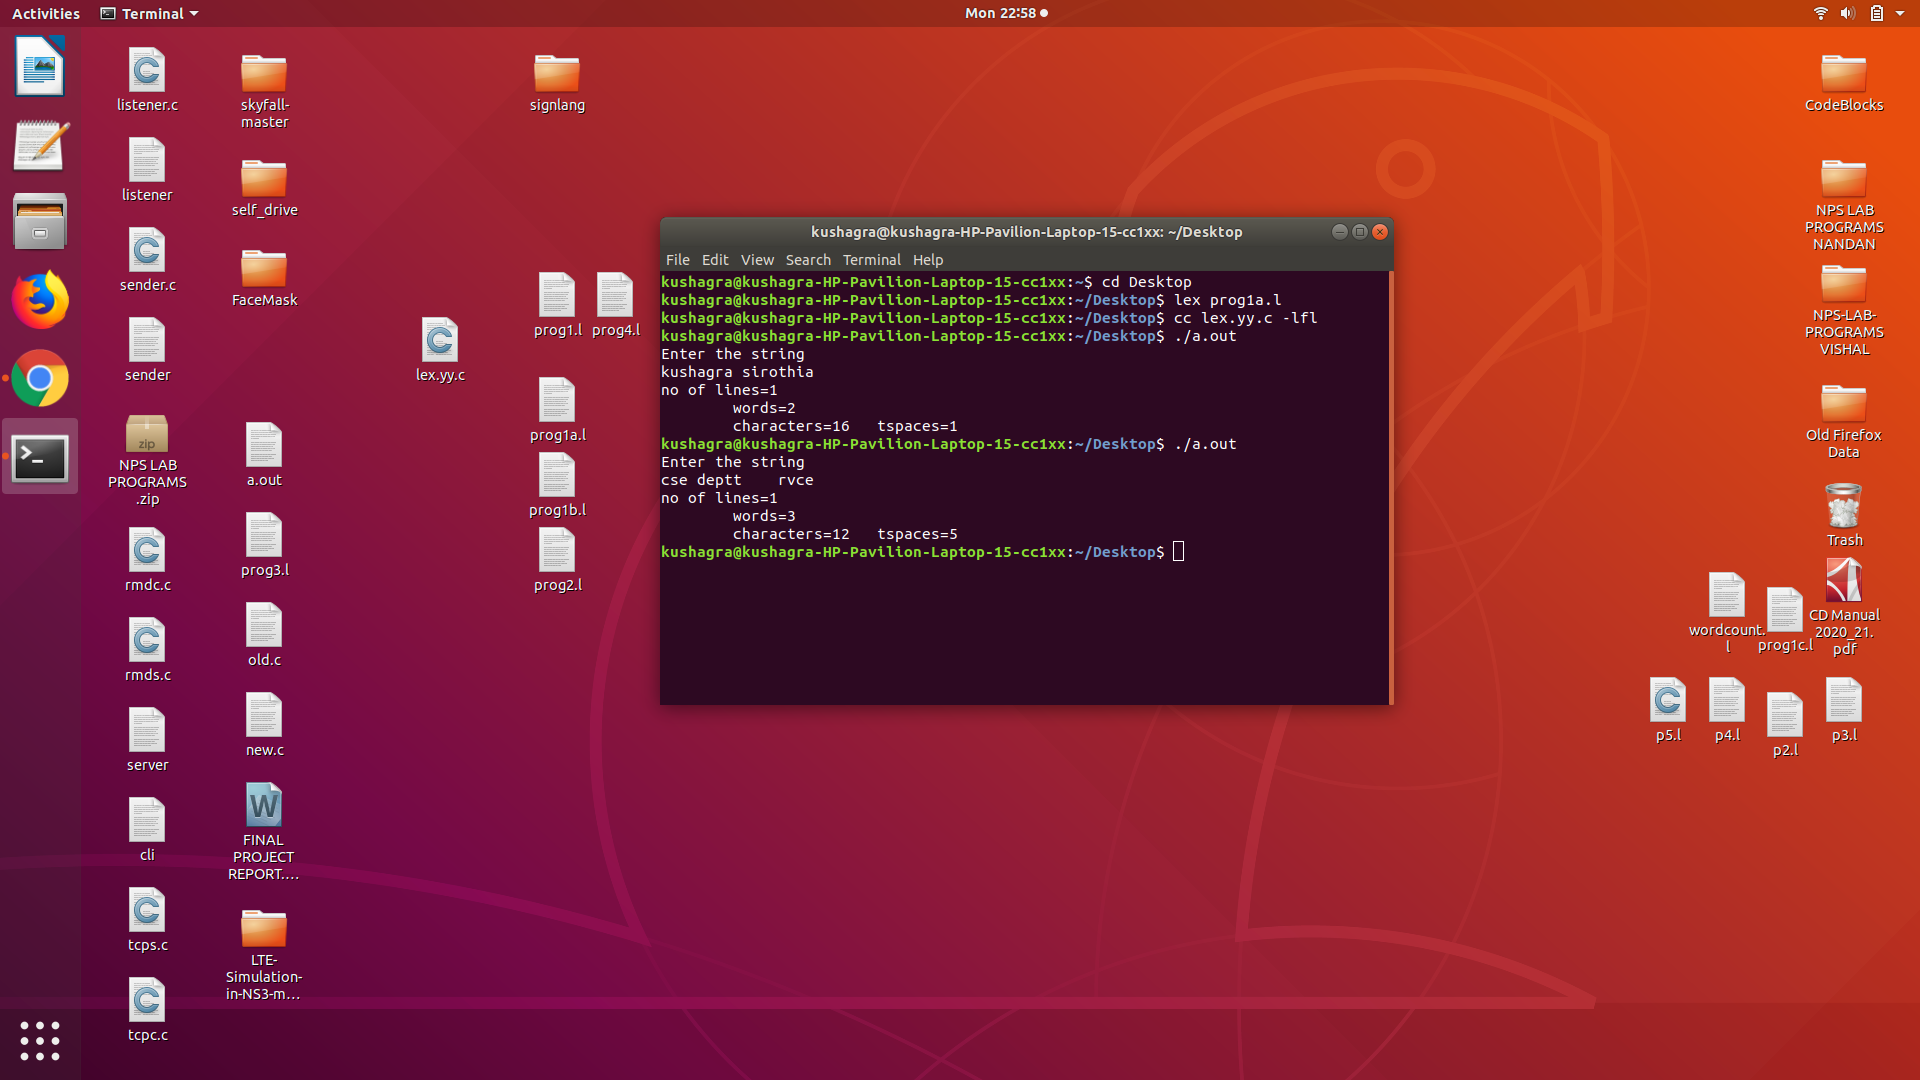 Activities
Terminal
Mon 22:58
listener.c
listener
sender.c
sender
zip
NPS LAB
PROGRAMS
.zip
rmdc.c
rmds.c
server
cli
tcps.c
tcpc.c
skyfall-
master
self_drive
FaceMask
a.out
prog3.l
old.c
new.c
W
FINAL
PROJECT
REPORT....
LTE-
Simulation-
in-NS3-m...
lex.yy.c
signlang
prog1.l
prog4.l
prog1a.l
prog1b.l
prog2.l
kushagra@kushagra-HP-Pavilion-Laptop-15-cc1xx: ~/Desktop
File Edit View Search Terminal Help
kushagra@kushagra-HP-Pavilion-Laptop-15-cc1xx:~$ cd Desktop
kushagra@kushagra-HP-Pavilion-Laptop-15-cc1xx:~/Desktop$ lex prog1a.l
kushagra@kushagra-HP-Pavilion-Laptop-15-cc1xx:~/Desktop$ cc lex.yy.c -lfl
kushagra@kushagra-HP-Pavilion-Laptop-15-cc1xx:~/Desktop$ ./a.out
Enter the string
kushagra sirothia
no of lines=1
words=2
characters=16 tspaces=1
kushagra@kushagra-HP-Pavilion-Laptop-15-cc1xx:~/Desktop$ ./a.out
Enter the string
cse deptt    rvce
no of lines=1
words=3
characters=12 tspaces=5
kushagra@kushagra-HP-Pavilion-Laptop-15-cc1xx:~/Desktop$
CodeBlocks
NPS LAB
PROGRAMS
NANDAN
NPS-LAB-
PROGRAMS
VISHAL
Old Firefox
Data
Trash
wordcount.
l
prog1c.l
CD Manual
2020_21.
pdf
p5.l
p4.l
p2.l
p3.l